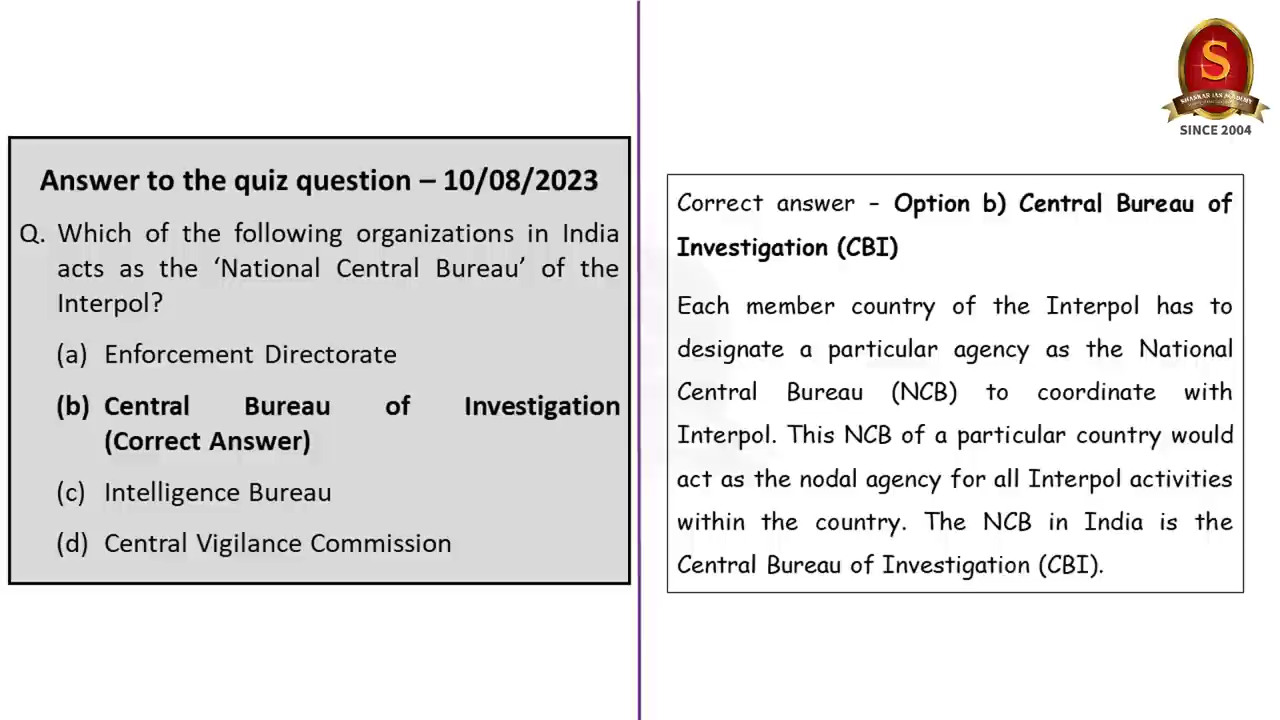 Answer to the quiz question – 10/08/2023
Q. Which of the following organizations in India
acts as the ‘National Central Bureau’ of the
Interpol?
(a) Enforcement Directorate
(b) Central Bureau of Investigation
(Correct Answer)
(c) Intelligence Bureau
(d) Central Vigilance Commission
S
SHANKAR IAS ACADEMY
SINCE 2004
Correct answer – Option b) Central Bureau of
Investigation (CBI)
Each member country of the Interpol has to
designate a particular agency as the National
Central Bureau (NCB) to coordinate with
Interpol. This NCB of a particular country would
act as the nodal agency for all Interpol activities
within the country. The NCB in India is the
Central Bureau of Investigation (CBI).